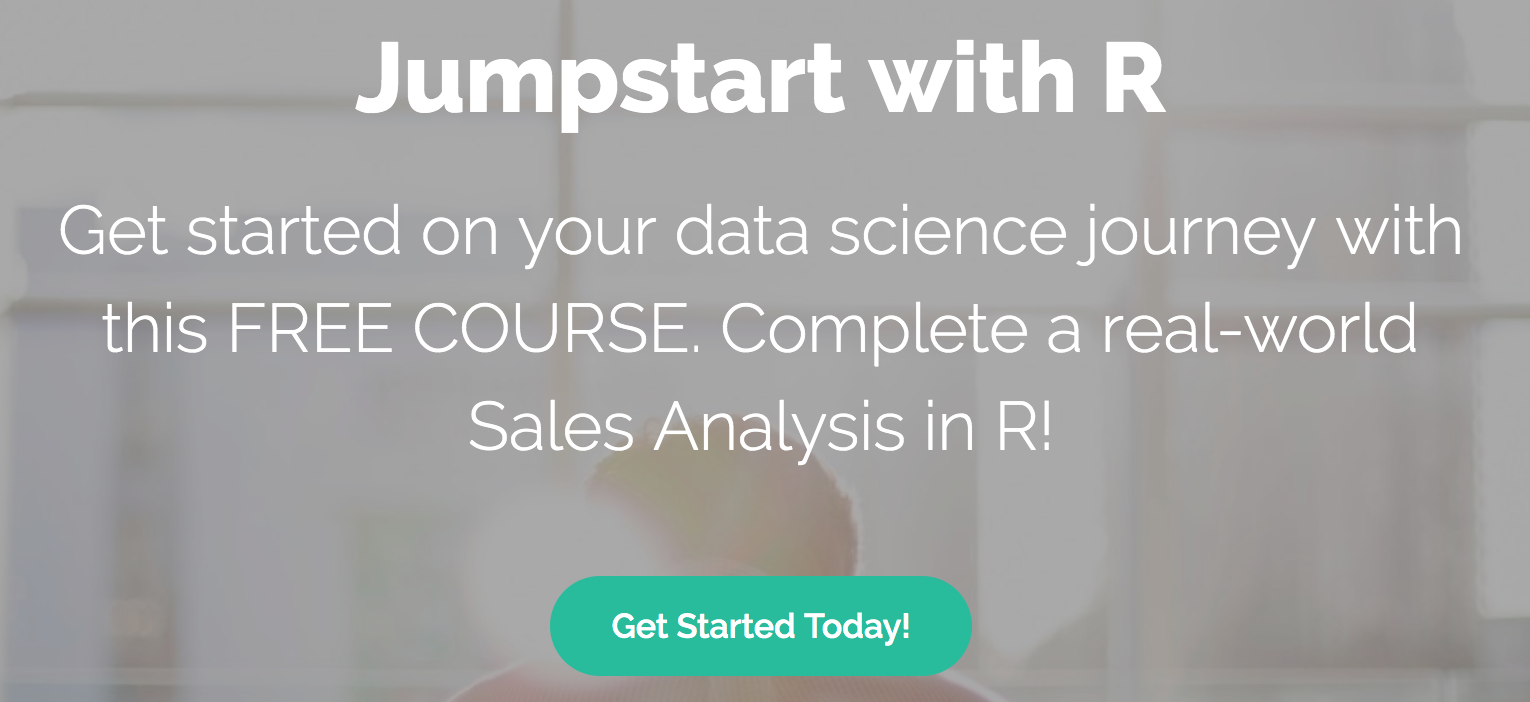 Jumpstart with R
Get started on your data science journey with
this FREE COURSE. Complete a real-world
Sales Analysis in R!
Get Started Today!